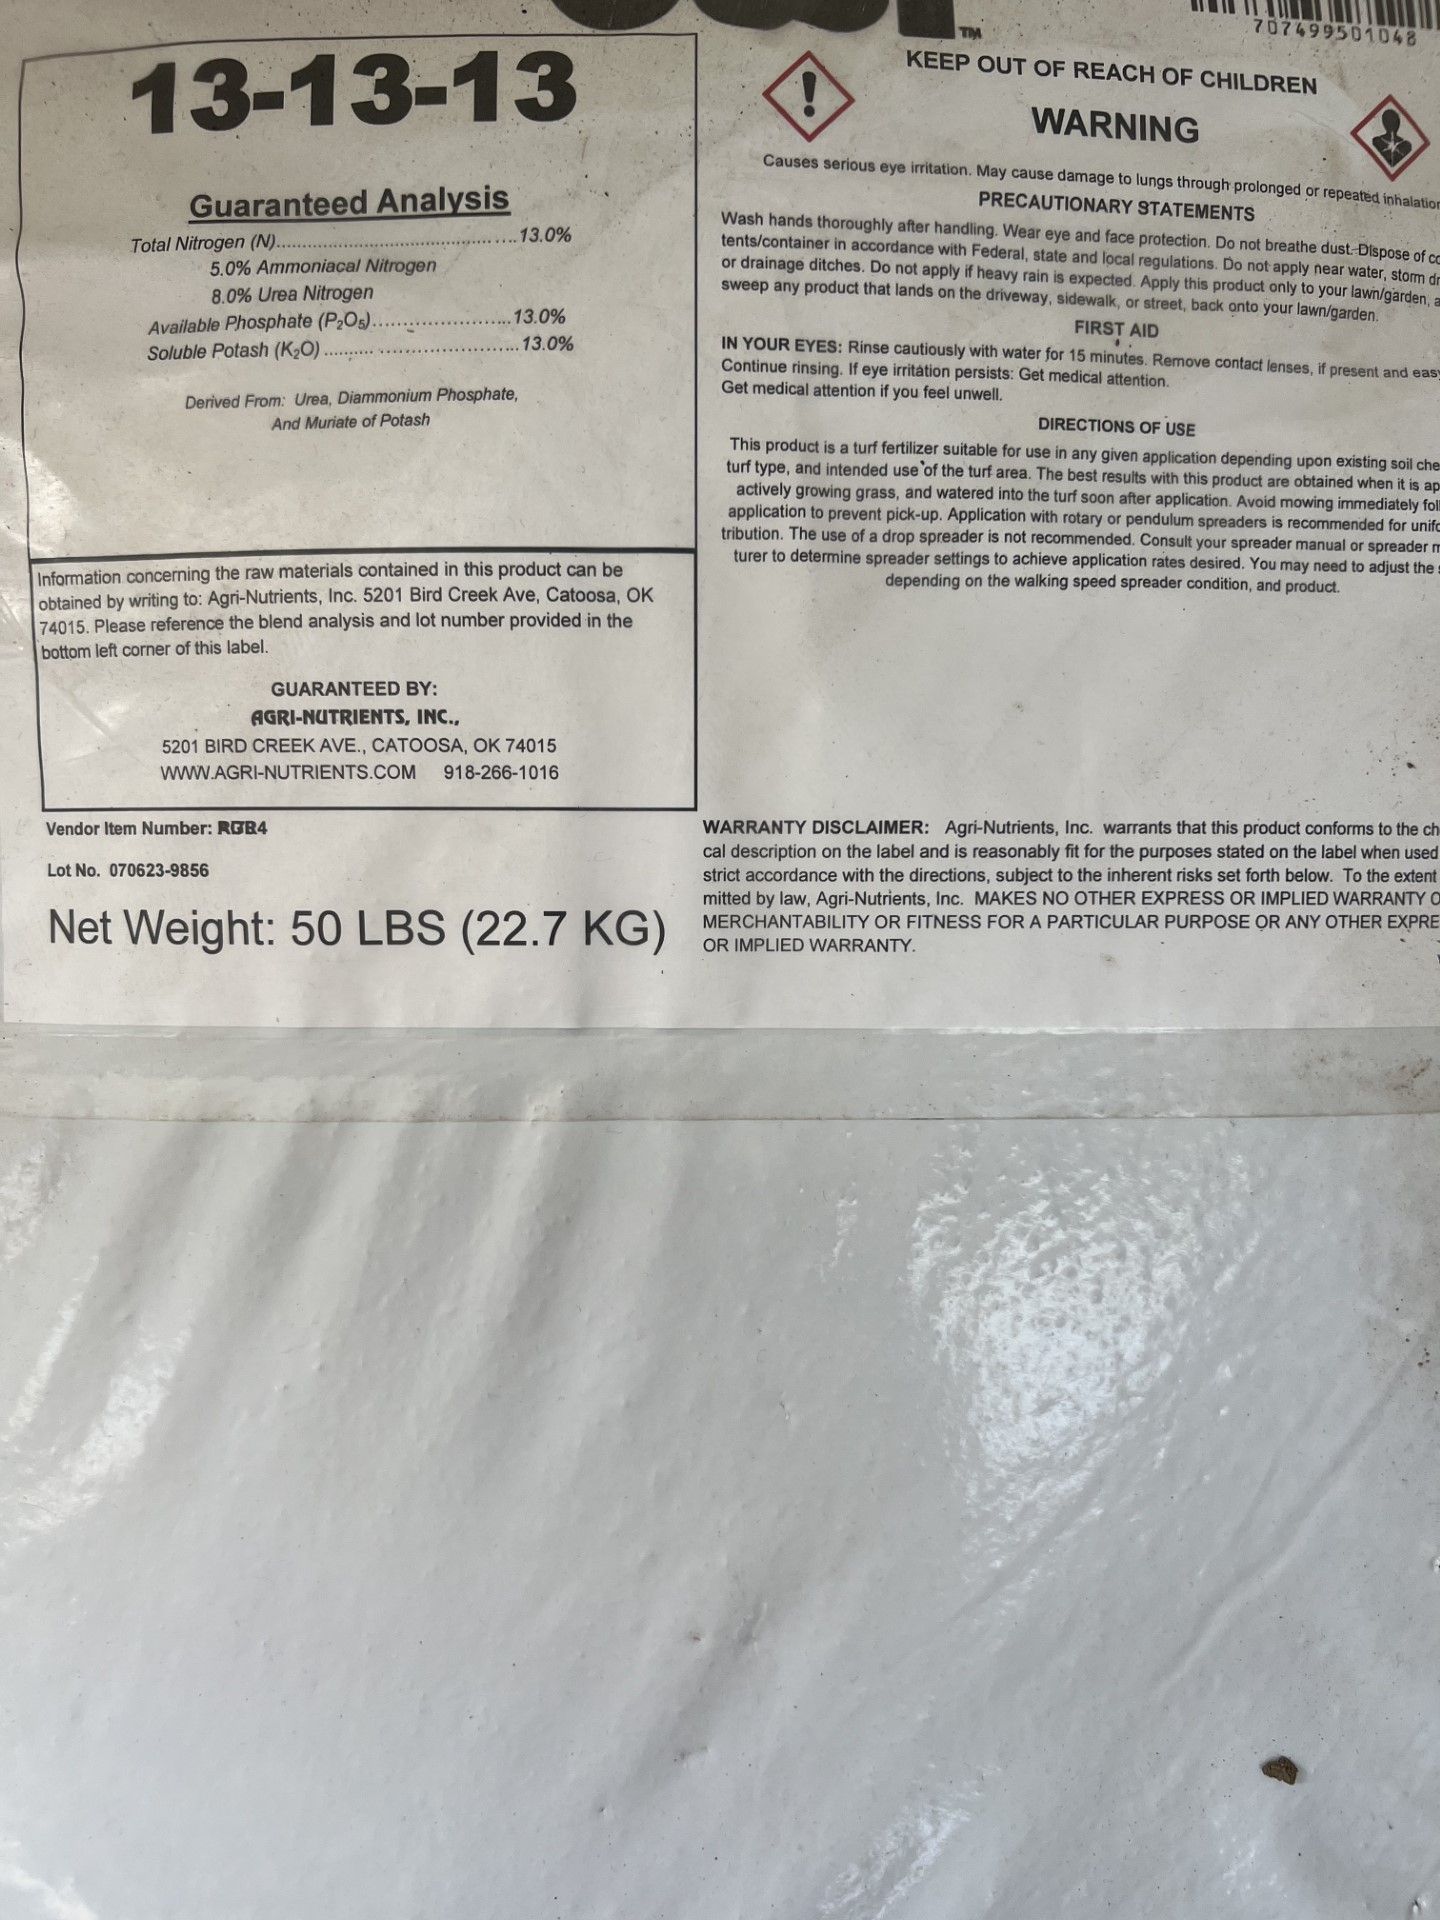 TM
707499501048
13-13-13
Guaranteed Analysis
Total Nitrogen (N)...............................................13.0%
5.0% Ammoniacal Nitrogen
8.0% Urea Nitrogen
Available Phosphate (P₂O₅)...........................13.0%
Soluble Potash (K₂O)......................................13.0%
Derived From: Urea, Diammonium Phosphate,
And Muriate of Potash
Information concerning the raw materials contained in this product can be
obtained by writing to: Agri-Nutrients, Inc. 5201 Bird Creek Ave, Catoosa, OK
74015. Please reference the blend analysis and lot number provided in the
bottom left corner of this label.
GUARANTEED BY:
AGRI-NUTRIENTS, INC.,
5201 BIRD CREEK AVE., CATOOSA, OK 74015
WWW.AGRI-NUTRIENTS.COM 918-266-1016
Vendor Item Number:
Lot No. 070623-9856
Net Weight: 50 LBS (22.7 KG)
KEEP OUT OF REACH OF CHILDREN
WARNING
Causes serious eye irritation. May cause damage to lungs through prolonged or repeated inhalation
PRECAUTIONARY STATEMENTS
Wash hands thoroughly after handling. Wear eye and face protection. Do not breathe dust. Dispose of
tents/container in accordance with Federal, state and local regulations. Do not apply near water, storm
or drainage ditches. Do not apply if heavy rain is expected. Apply this product only to your lawn/garden,
sweep any product that lands on the driveway, sidewalk, or street, back onto your lawn/garden.
FIRST AID
IN YOUR EYES: Rinse cautiously with water for 15 minutes. Remove contact lenses, if present and
Continue rinsing. If eye irritation persists: Get medical attention.
Get medical attention if you feel unwell.
DIRECTIONS OF USE
This product is a turf fertilizer suitable for use in any given application depending upon existing soil
turf type, and intended use of the turf area. The best results with this product are obtained when it is
actively growing grass, and watered into the turf soon after application. Avoid mowing immediately
application to prevent pick-up. Application with rotary or pendulum spreaders is recommended for
tribution. The use of a drop spreader is not recommended. Consult your spreader manual or spreader
turer to determine spreader settings to achieve application rates desired. You may need to adjust the
depending on the walking speed spreader condition, and product.
WARRANTY DISCLAIMER: Agri-Nutrients, Inc. warrants that this product conforms to the
cal description on the label and is reasonably fit for the purposes stated on the label when used
strict accordance with the directions, subject to the inherent risks set forth below. To the extent
mitted by law, Agri-Nutrients, Inc. MAKES NO OTHER EXPRESS OR IMPLIED WARRANTY
MERCHANTABILITY OR FITNESS FOR A PARTICULAR PURPOSE OR ANY OTHER
OR IMPLIED WARRANTY.